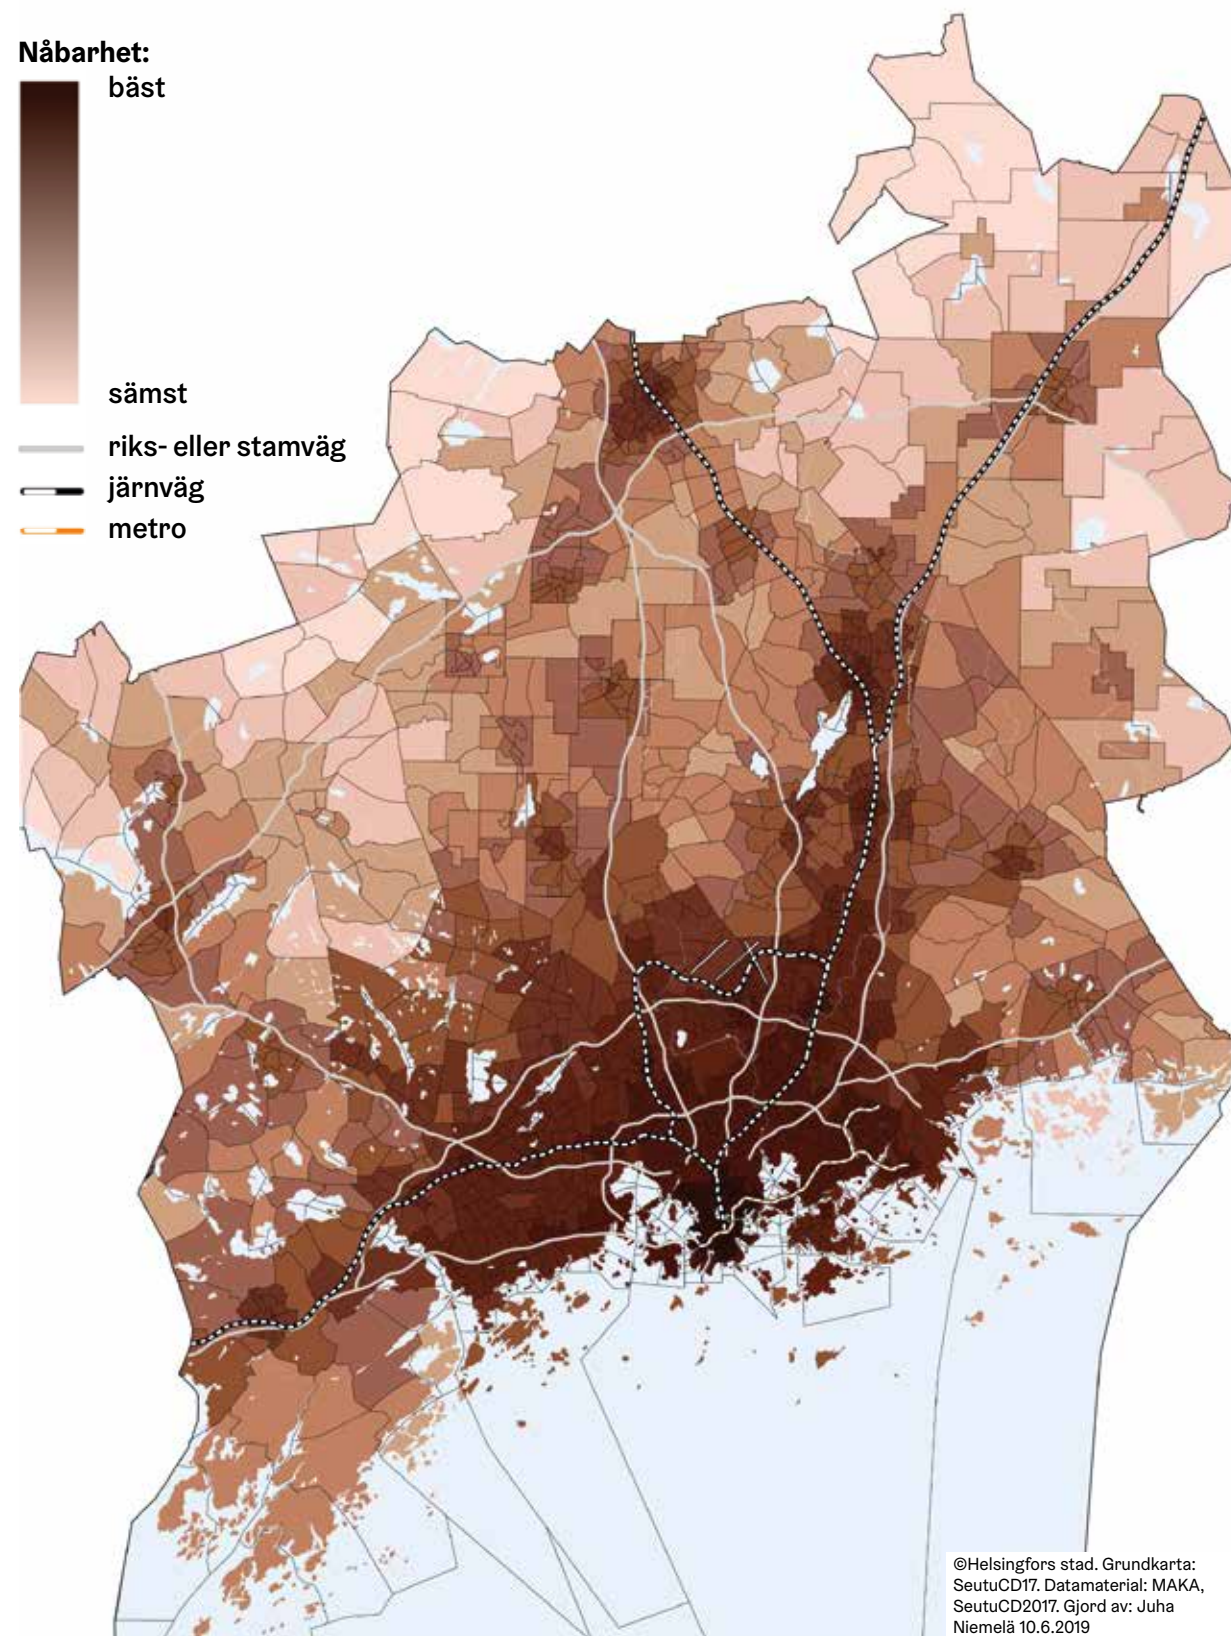 Nåbarhet:
bäst
sämst
riks- eller stamväg
järnväg
metro
©Helsingfors stad. Grundkarta:
SeutuCD17. Datamaterial: MAKA,
SeutuCD2017. Gjord av: Juha
Niemelä 10.6.2019